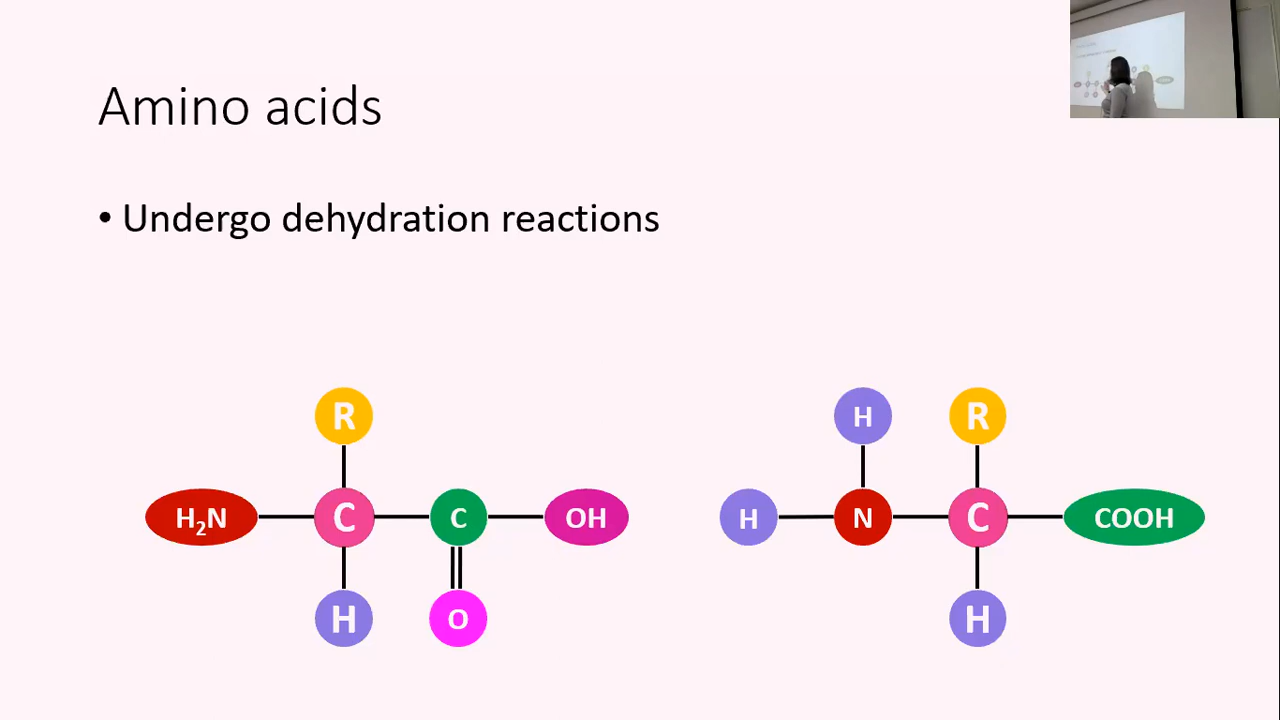 Amino acids
• Undergo dehydration reactions
R
H
R
H₂N
C
C
OH
H
N
C
COOH
H
O
H